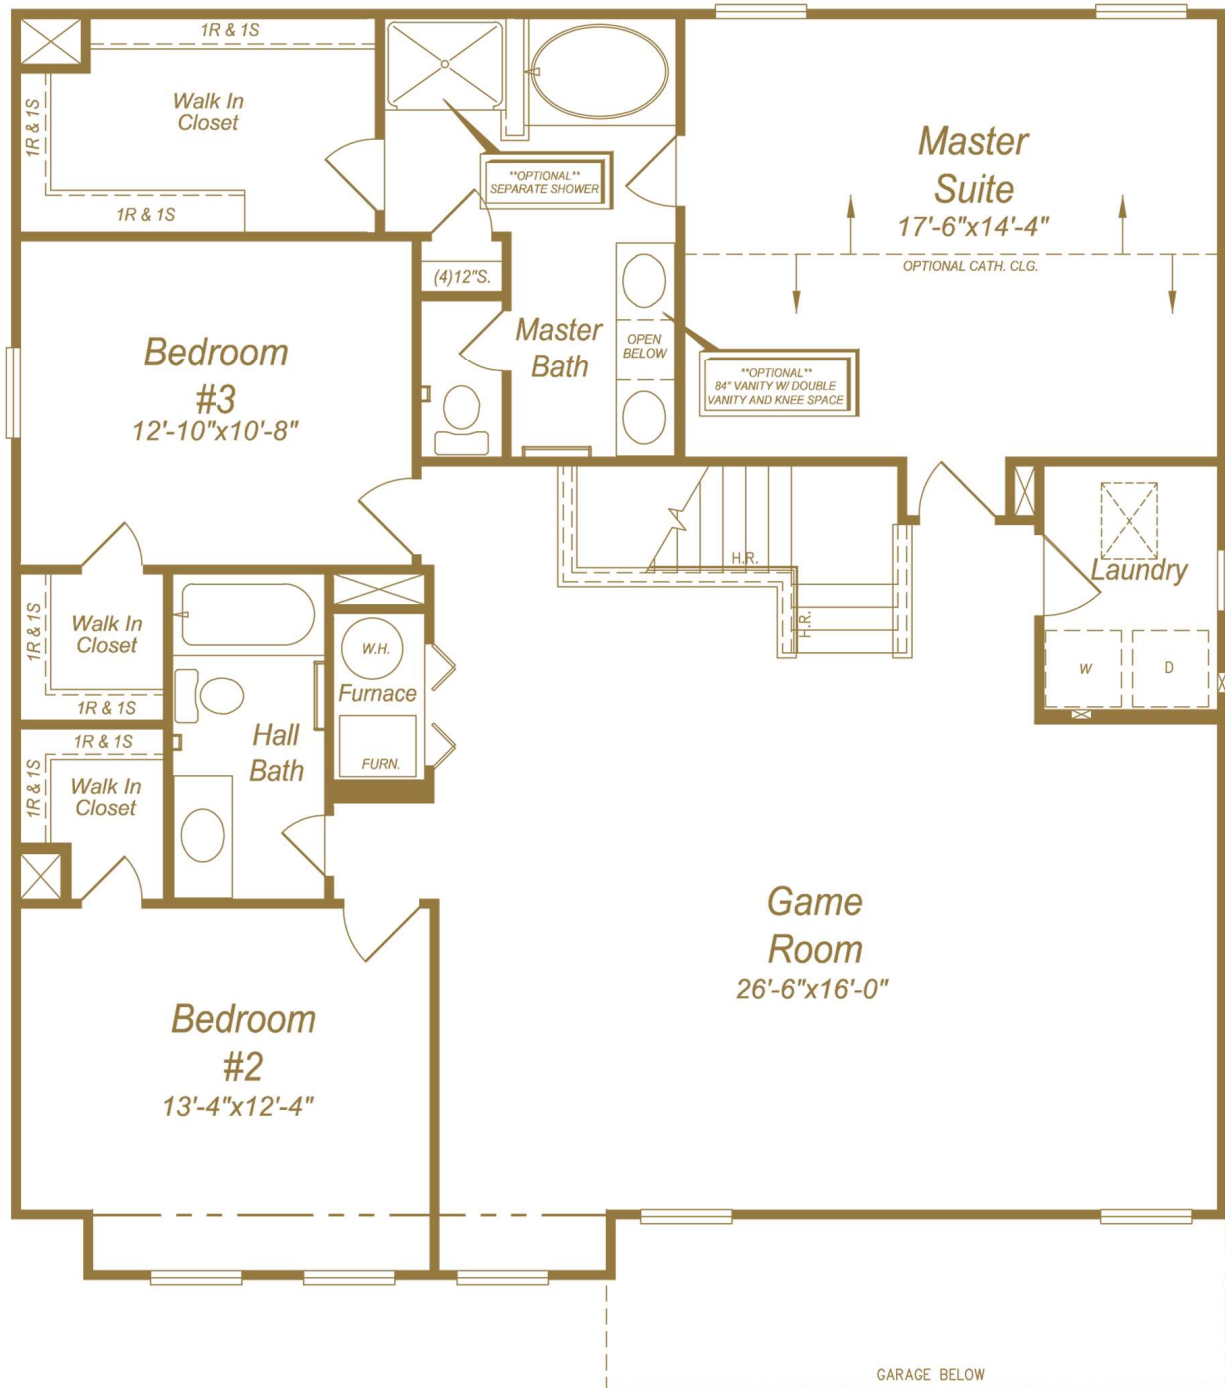 1R & 1S
Walk In
Closet
1R & 1S
1R & 1S
**OPTIONAL**
SEPARATE SHOWER
Master
Suite
17'-6"x14'-4"
OPTIONAL CATH. CLG.
(4)12"S.
Master
Bath
OPEN
BELOW
**OPTIONAL**
84" VANITY W/ DOUBLE
VANITY AND KNEE SPACE
Bedroom
#3
12'-10"x10'-8"
H.R.
H.R.
Laundry
W
D
1R & 1S
Walk In
Closet
1R & 1S
W.H.
Furnace
FURN.
Hall
Bath
1R & 1S
1R & 1S
Walk In
Closet
Game
Room
26'-6"x16'-0"
Bedroom
#2
13'-4"x12'-4"
GARAGE BELOW